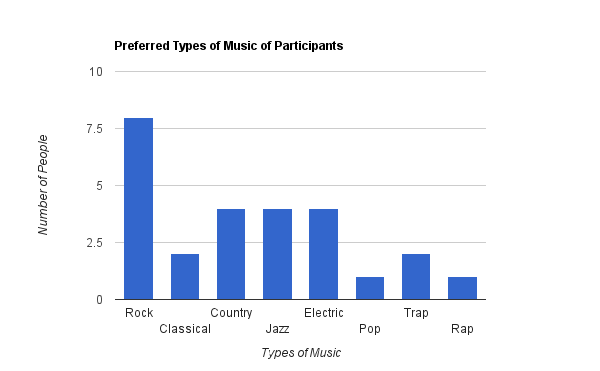 Preferred Types of Music of Participants
10
7.5
5
2.5
0
Number of People
Rock Country Electric Trap
Classical Jazz Pop Rap
Types of Music